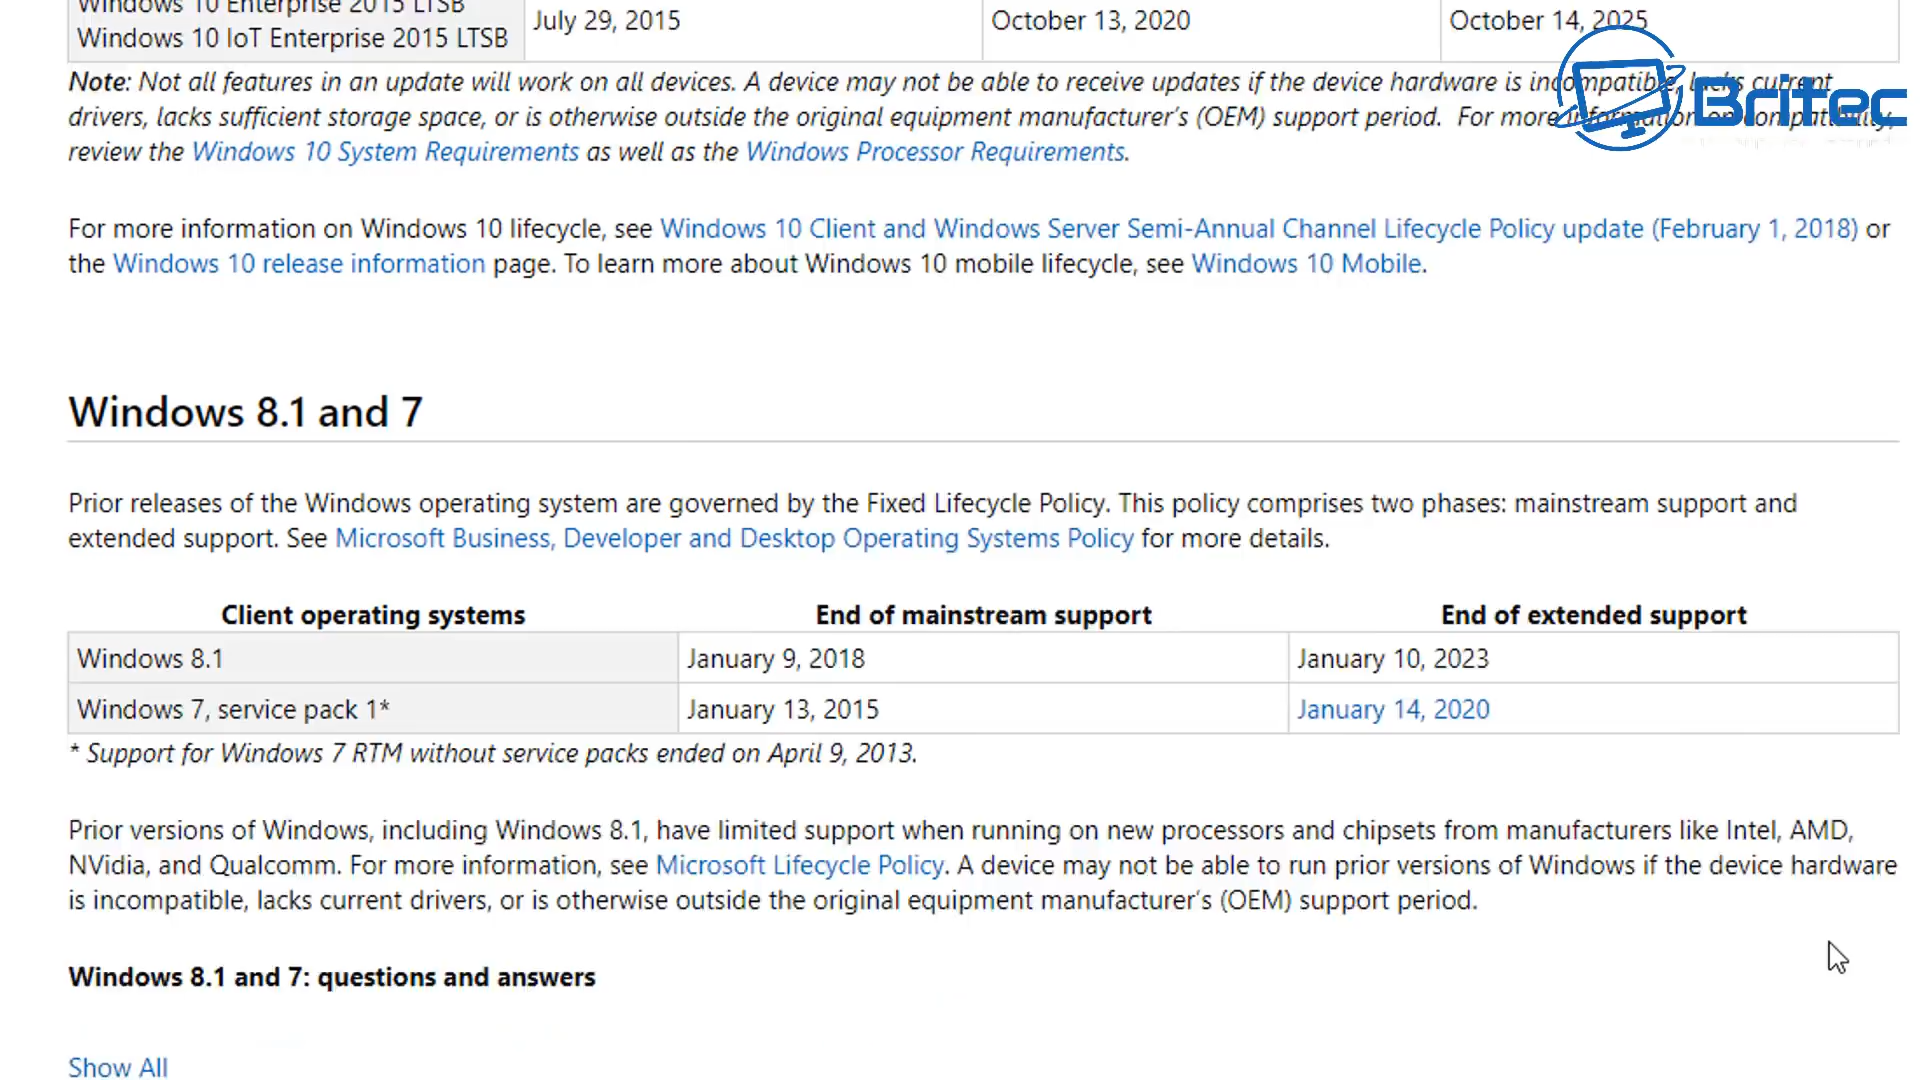 Windows 10 Enterprise 2015 LTSB
Windows 10 IoT Enterprise 2015 LTSB
July 29, 2015
October 13, 2020
October 14, 2025
Britec
Note: Not all features in an update will work on all devices. A device may not be able to receive updates if the device hardware is incompatible, lacks current
drivers, lacks sufficient storage space, or is otherwise outside the original equipment manufacturer's (OEM) support period. For more information on compatibility,
review the Windows 10 System Requirements as well as the Windows Processor Requirements.
For more information on Windows 10 lifecycle, see Windows 10 Client and Windows Server Semi-Annual Channel Lifecycle Policy update (February 1, 2018) or
the Windows 10 release information page. To learn more about Windows 10 mobile lifecycle, see Windows 10 Mobile.
Windows 8.1 and 7
Prior releases of the Windows operating system are governed by the Fixed Lifecycle Policy. This policy comprises two phases: mainstream support and
extended support. See Microsoft Business, Developer and Desktop Operating Systems Policy for more details.
Client operating systems
End of mainstream support
End of extended support
Windows 8.1
January 9, 2018
January 10, 2023
Windows 7, service pack 1*
January 13, 2015
January 14, 2020
* Support for Windows 7 RTM without service packs ended on April 9, 2013.
Prior versions of Windows, including Windows 8.1, have limited support when running on new processors and chipsets from manufacturers like Intel, AMD,
NVidia, and Qualcomm. For more information, see Microsoft Lifecycle Policy. A device may not be able to run prior versions of Windows if the device hardware
is incompatible, lacks current drivers, or is otherwise outside the original equipment manufacturer's (OEM) support period.
Windows 8.1 and 7: questions and answers
Show All